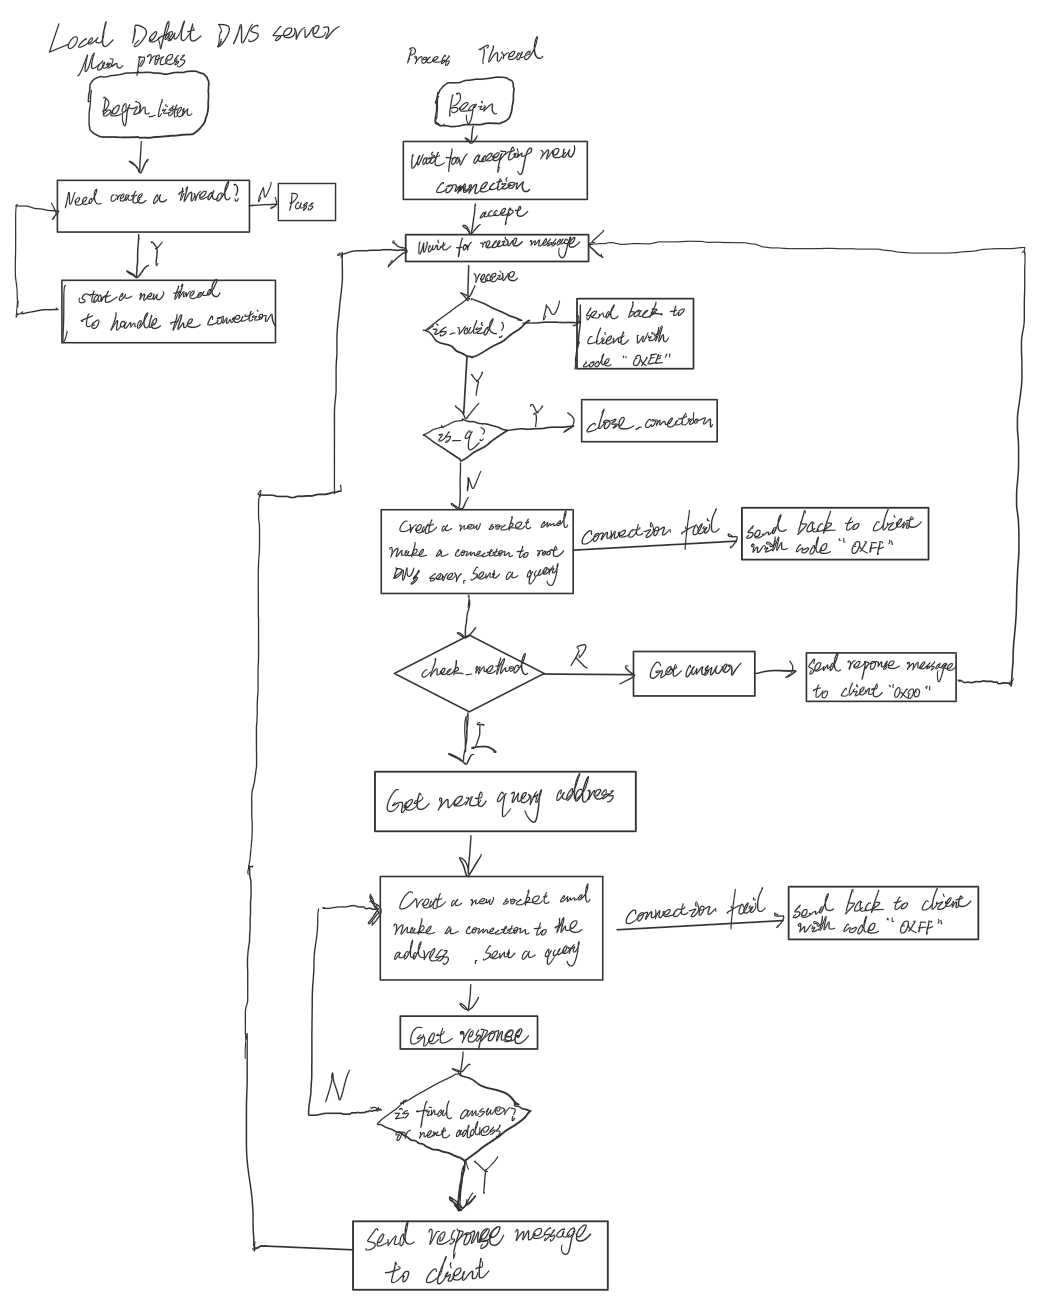 Local Default DNS server
Main process
Begin_listen
Need create a thread?
N
Pass
Y
start a new thread
to handle the conection
Process Thread
Begin
Wait for accepting new
connection
accept
Wait for receive message
receive
is_valid?
N
send back to
client with
code "0XEE"
Y
is_q?
Y
close_conection
N
Creat a new socket and
make a conection to root
DNS sever, Sent a query
Connection fail
send back to client
with code "0XFF"
check_method
R
Get answer
send reponse message
to client "0x00"
I
Get next query address
Creat a new socket and
make a conection to the
address , Sent a query
Connection fail
send back to client
with code "0XFF"
Get response
N
is final answer?
or next address
Y
Send response message
to client